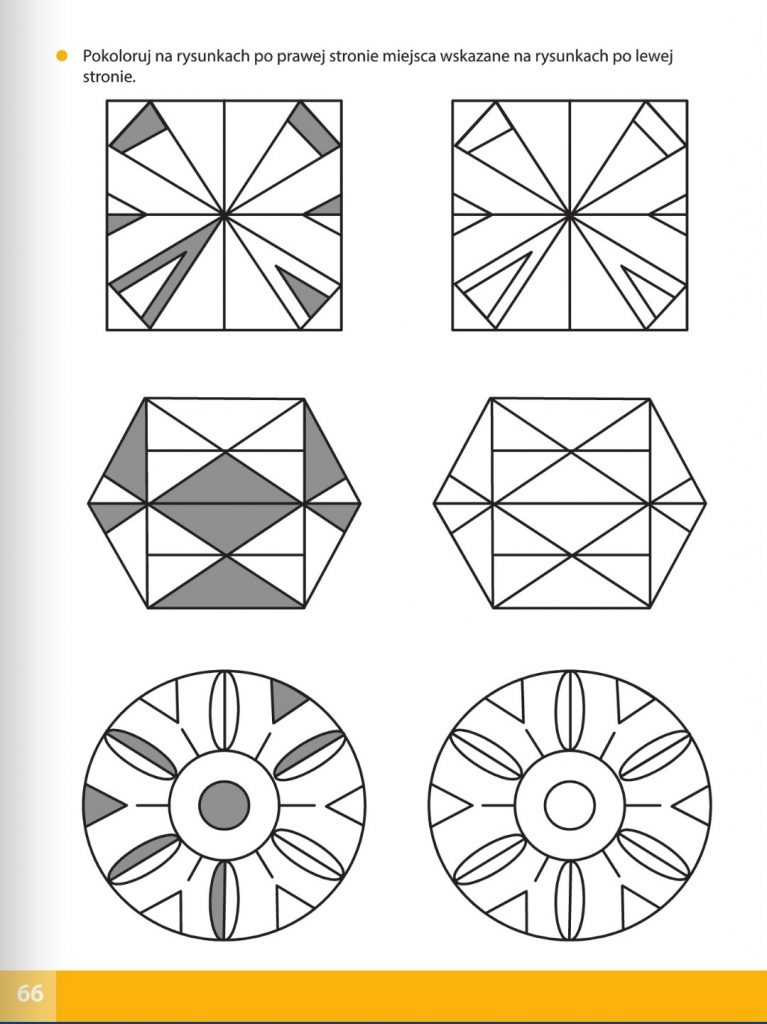 Pokoloruj na rysunkach po prawej stronie miejsca wskazane na rysunkach po lewej
stronie.
66